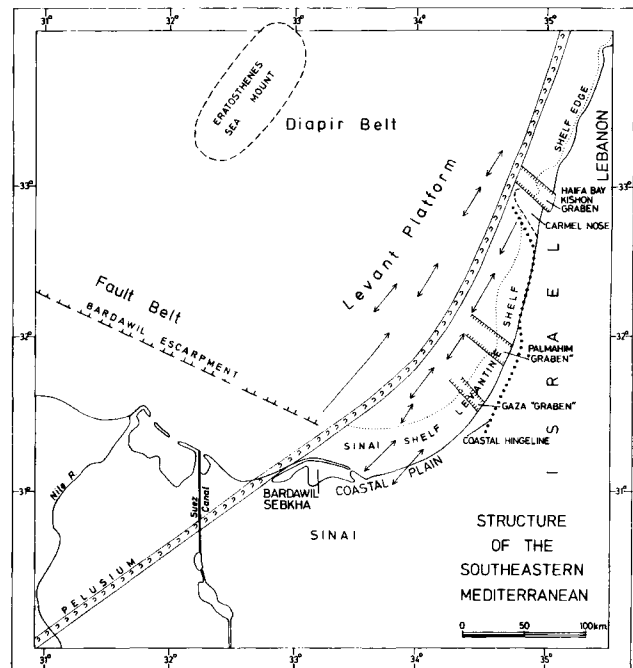 31° 32° 33° 34° 35°
ERATOSTHENES
SEA MOUNT
Diapir Belt
SHELF EDGE
LEBANON
33° 33°
HAIFA BAY
KISHON
GRABEN
CARMEL NOSE
Levant Platform
Fault Belt
BARDAWIL ESCARPMENT
32° 32°
SHELF
ISRAEL
PALMAHIM
"GRABEN"
LEVANTINE
GAZA "GRABEN"
SINAI SHELF
COASTAL HINGELINE
COASTAL PLAIN
31° 31°
BARDAWIL
SEBKHA
Nile R.
Suez
Canal
SINAI
PELUSIUM
STRUCTURE
OF THE
SOUTHEASTERN
MEDITERRANEAN
0 50 100km.
31° 32° 33° 34° 35°